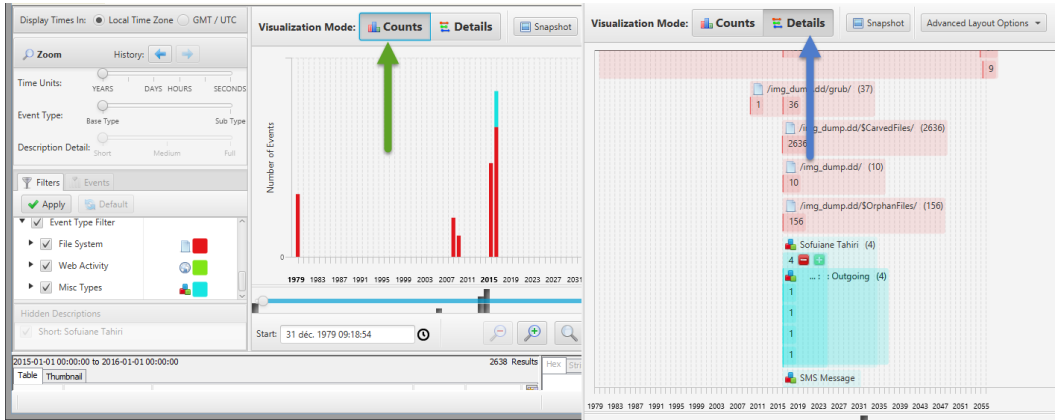 Display Times In: Local Time Zone GMT / UTC
Zoom History:
Time Units:
YEARS DAYS HOURS SECONDS
Event Type:
Base Type Sub Type
Description Detail:
Short Medium Full
Filters Events
Apply Default
Event Type Filter
File System
Web Activity
Misc Types
Hidden Descriptions
Short: Sofuiane Tahiri
Visualization Mode: Counts Details Snapshot
Number of Events
0
1979 1983 1987 1991 1995 1999 2003 2007 2011 2015 2019 2023 2027 2031
Start: 31 déc. 1979 09:18:54
2015-01-01 00:00:00 to 2016-01-01 00:00:00 2638 Results
Table Thumbnail
Hex Stri
Visualization Mode: Counts Details Snapshot Advanced Layout Options
9
/img_dump.dd/grub/ (37)
1 36
/img_dump.dd/$CarvedFiles/ (2636)
2636
/img_dump.dd/ (10)
10
/img_dump.dd/$OrphanFiles/ (156)
156
Sofuiane Tahiri (4)
4
... : : Outgoing (4)
1
1
1
1
SMS Message
1979 1983 1987 1991 1995 1999 2003 2007 2011 2015 2019 2023 2027 2031 2035 2039 2043 2047 2051 2055